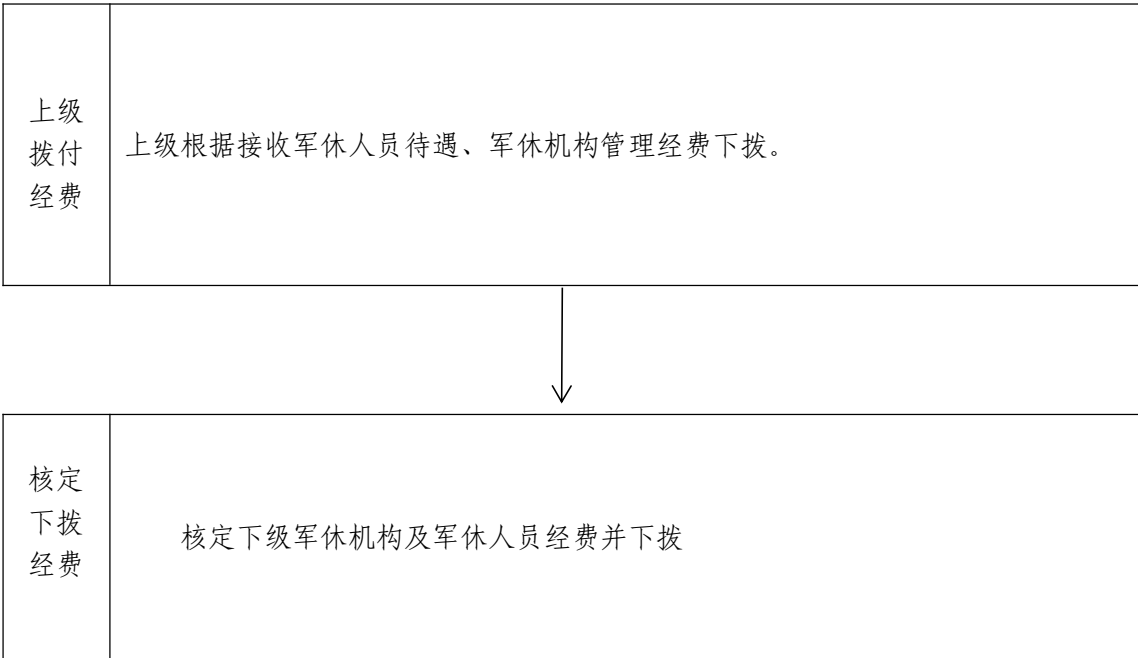 上级
拨付
经费
上级根据接收军休人员待遇、军休机构管理经费下拨。
核定
下拨
经费
核定下级军休机构及军休人员经费并下拨